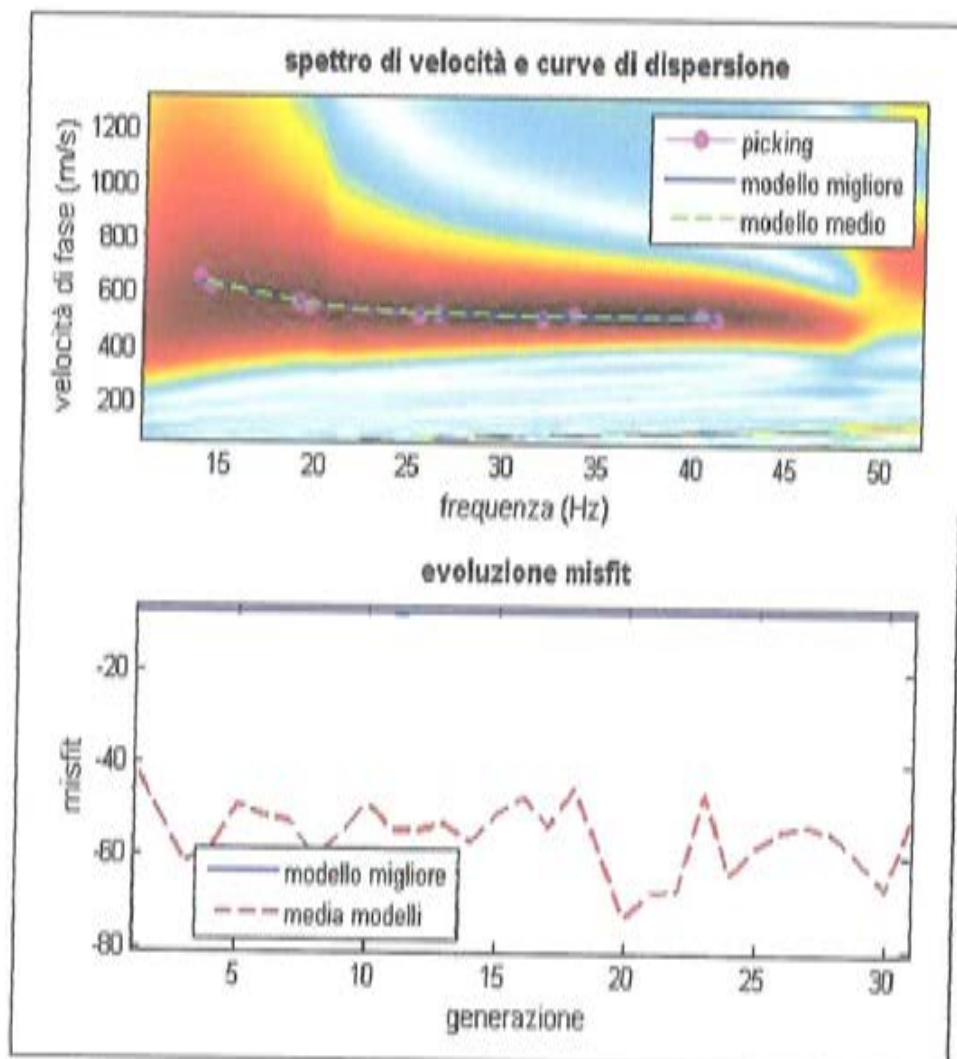 spettro di velocità e curve di dispersione
velocità di fase (m/s)
1200
1000
800
600
400
200
picking
modello migliore
modello medio
15 20 25 30 35 40 45 50
frequenza (Hz)
evoluzione misfit
misfit
-20
-40
-60
-80
modello migliore
media modelli
5 10 15 20 25 30
generazione